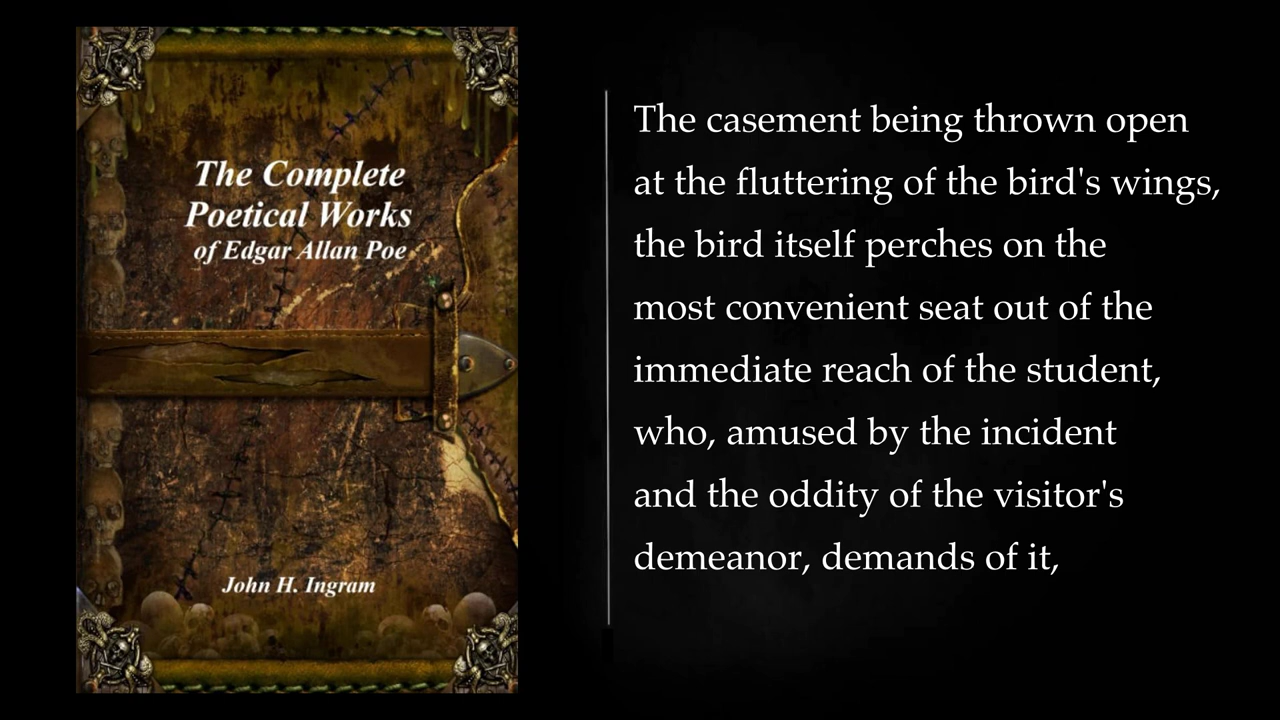 The Complete
Poetical Works
of Edgar Allan Poe
John H. Ingram
The casement being thrown open
at the fluttering of the bird's wings,
the bird itself perches on the
most convenient seat out of the
immediate reach of the student,
who, amused by the incident
and the oddity of the visitor's
demeanor, demands of it,